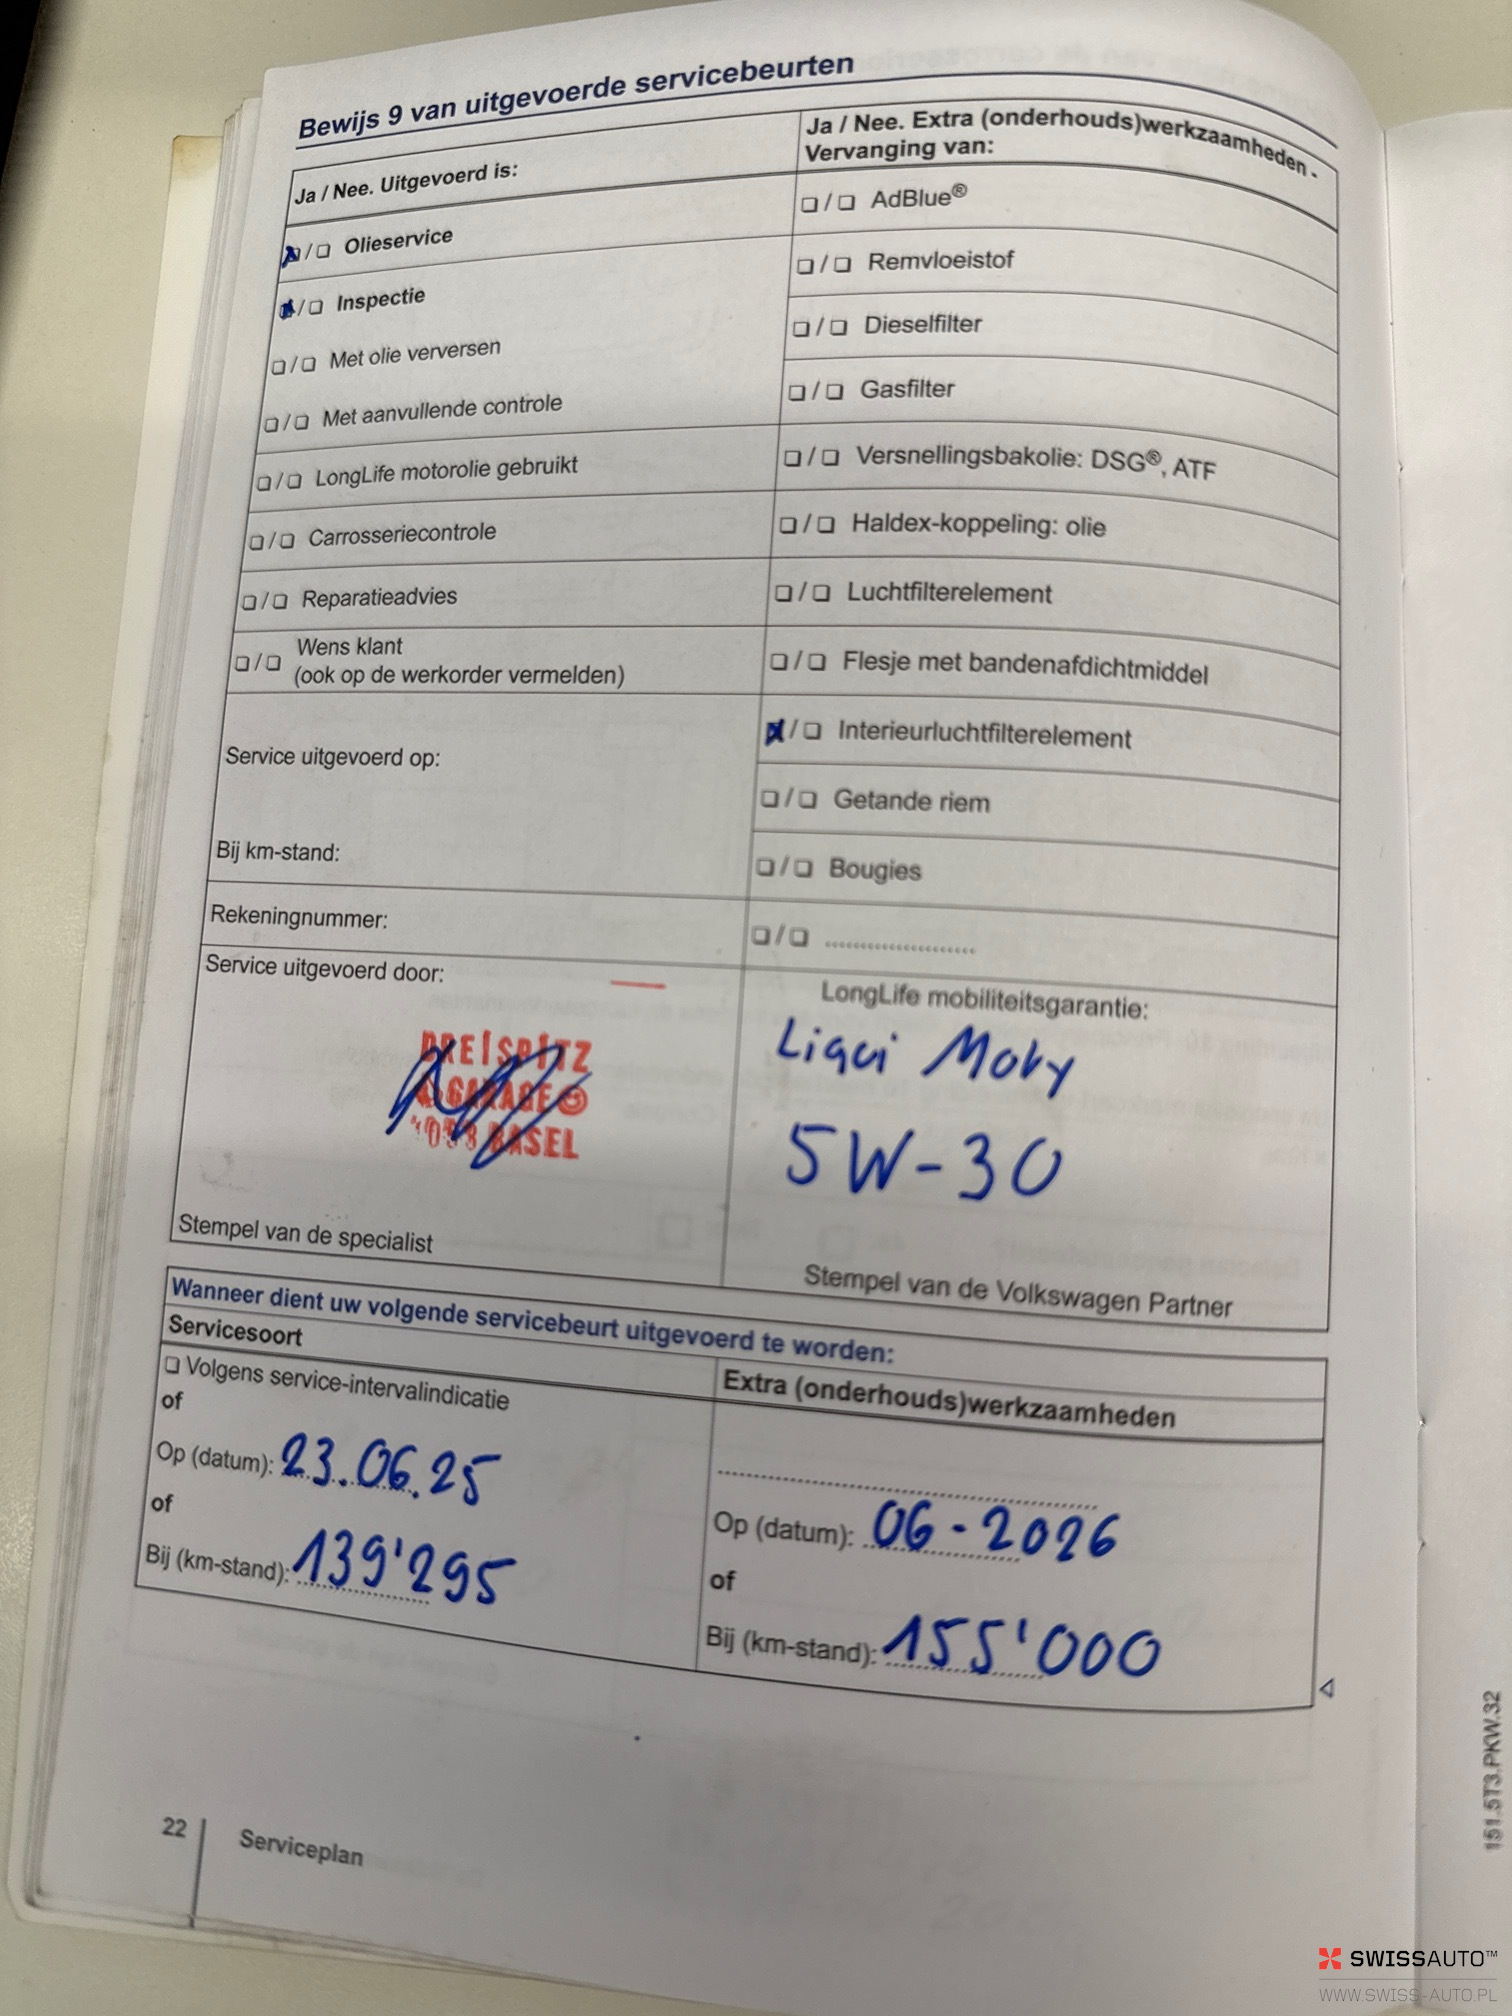 Bewijs 9 van uitgevoerde servicebeurten
Ja / Nee. Uitgevoerd is:
Olieservice
Inspectie
Met olie verversen
Met aanvullende controle
LongLife motorolie gebruikt
Carrosseriecontrole
Reparatieadvies
Wens klant
(ook op de werkorder vermelden)
Service uitgevoerd op:
Bij km-stand:
Rekeningnummer:
Service uitgevoerd door:
DREISPITZ
GARAGE
4053 BASEL
Stempel van de specialist
Ja / Nee. Extra (onderhouds)werkzaamheden -
Vervanging van:
AdBlue®
Remvloeistof
Dieselfilter
Gasfilter
Versnellingsbakolie: DSG®, ATF
Haldex-koppeling: olie
Luchtfilterelement
Flesje met bandenafdichtmiddel
Interieurluchtfilterelement
Getande riem
Bougies
LongLife mobiliteitsgarantie:
Liqui Moly
5W-30
Stempel van de Volkswagen Partner
Wanneer dient uw volgende servicebeurt uitgevoerd te worden:
Servicesoort
Volgens service-intervalindicatie
of
Op (datum): 23.06.25
of
Bij (km-stand): 139'295
Extra (onderhouds)werkzaamheden
Op (datum): 06-2026
of
Bij (km-stand): 155'000
22
Serviceplan
151.5T3.PKW.32
SWISSAUTO™
WWW.SWISS-AUTO.PL